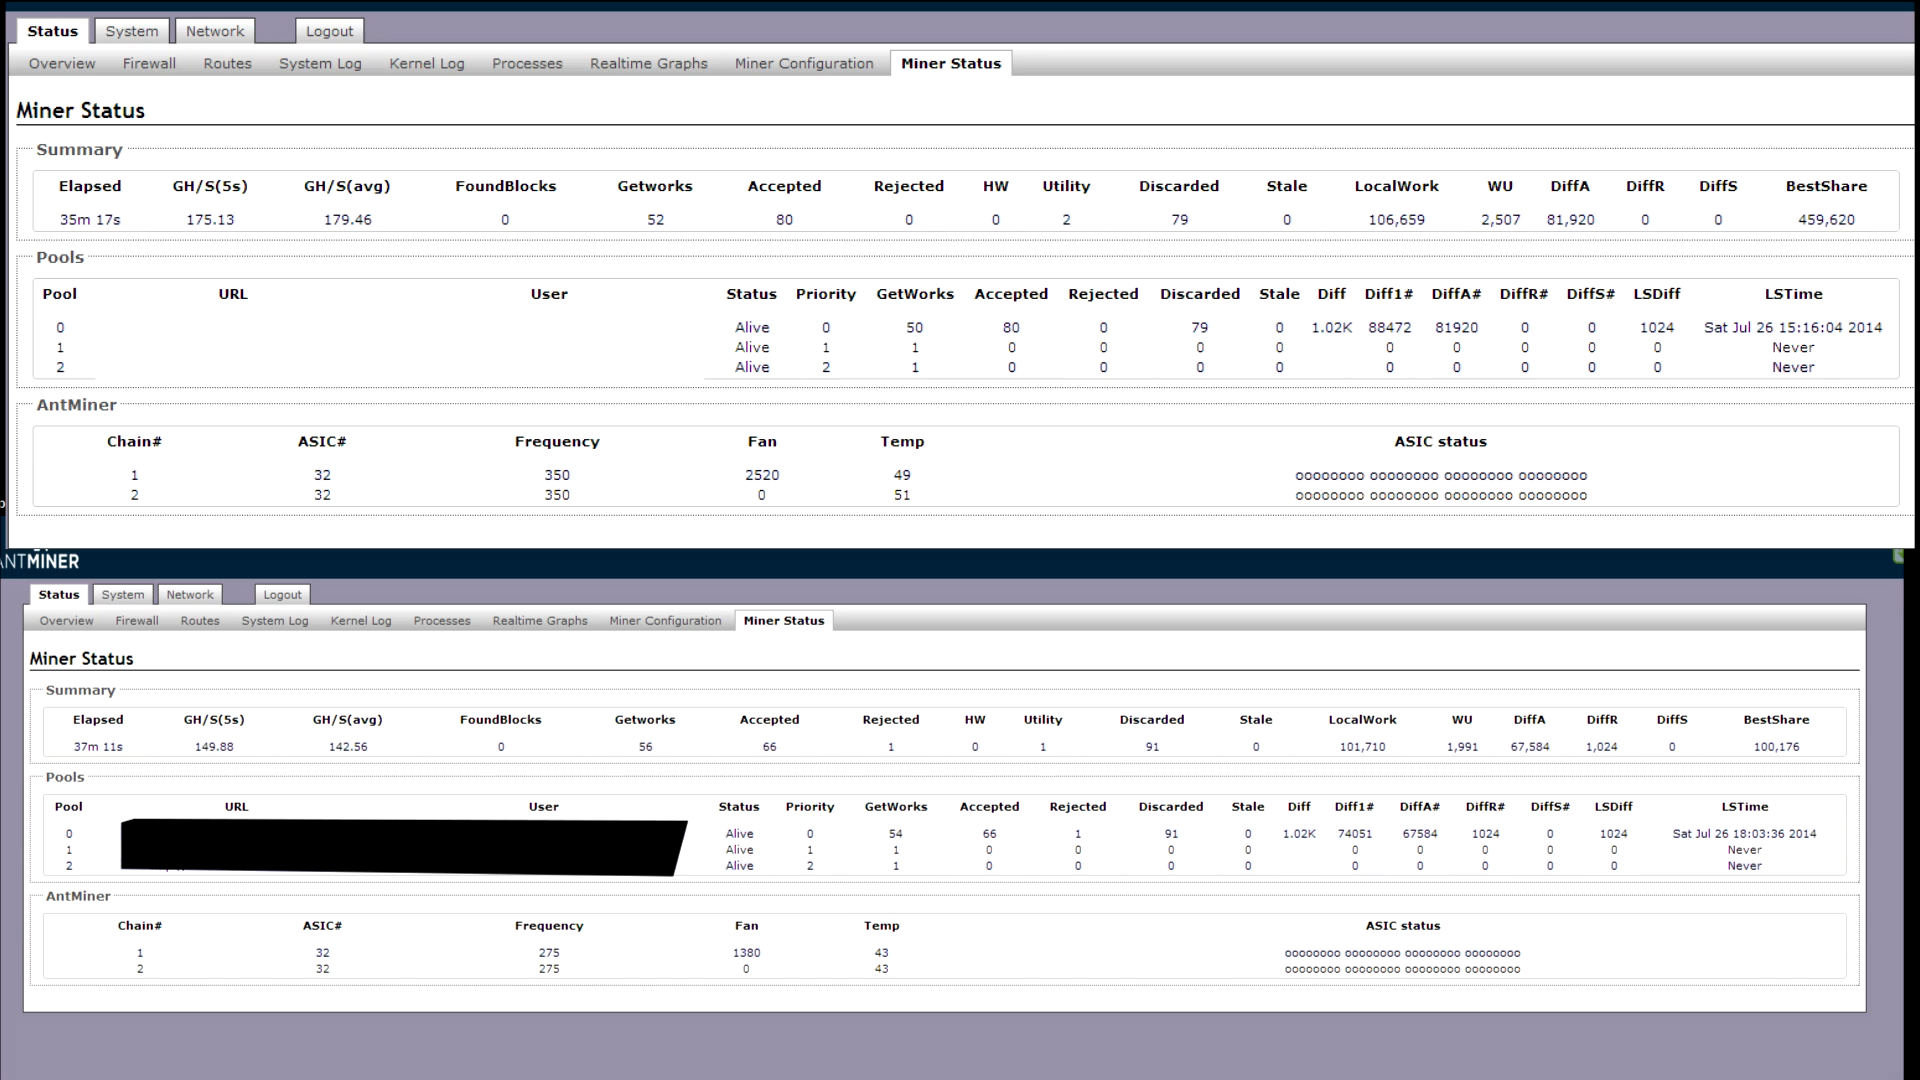 Status System Network Logout
Overview Firewall Routes System Log Kernel Log Processes Realtime Graphs Miner Configuration Miner Status
Miner Status
Summary
Elapsed GH/S(5s) GH/S(avg) FoundBlocks Getworks Accepted Rejected HW Utility Discarded Stale LocalWork WU DiffA DiffR DiffS BestShare
35m 17s 175.13 179.46 0 52 80 0 0 2 79 0 106,659 2,507 81,920 0 0 459,620
Pools
Pool URL User Status Priority GetWorks Accepted Rejected Discarded Stale Diff Diff1# DiffA# DiffR# DiffS# LSDiff LSTime
0 Alive 0 50 80 0 79 0 1.02K 88472 81920 0 0 1024 Sat Jul 26 15:16:04 2014
1 Alive 1 1 0 0 0 0 0 0 0 0 0 Never
2 Alive 2 1 0 0 0 0 0 0 0 0 0 Never
AntMiner
Chain# ASIC# Frequency Fan Temp ASIC status
1 32 350 2520 49 oooooooo oooooooo oooooooo oooooooo
2 32 350 0 51 oooooooo oooooooo oooooooo oooooooo
ANTMINER
Status System Network Logout
Overview Firewall Routes System Log Kernel Log Processes Realtime Graphs Miner Configuration Miner Status
Miner Status
Summary
Elapsed GH/S(5s) GH/S(avg) FoundBlocks Getworks Accepted Rejected HW Utility Discarded Stale LocalWork WU DiffA DiffR DiffS BestShare
37m 11s 149.88 142.56 0 56 66 1 0 1 91 0 101,710 1,991 67,584 1,024 0 100,176
Pools
Pool URL User Status Priority GetWorks Accepted Rejected Discarded Stale Diff Diff1# DiffA# DiffR# DiffS# LSDiff LSTime
0 Alive 0 54 66 1 91 0 1.02K 74051 67584 1024 0 1024 Sat Jul 26 18:03:36 2014
1 Alive 1 1 0 0 0 0 0 0 0 0 0 Never
2 Alive 2 1 0 0 0 0 0 0 0 0 0 Never
AntMiner
Chain# ASIC# Frequency Fan Temp ASIC status
1 32 275 1380 43 oooooooo oooooooo oooooooo oooooooo
2 32 275 0 43 oooooooo oooooooo oooooooo oooooooo